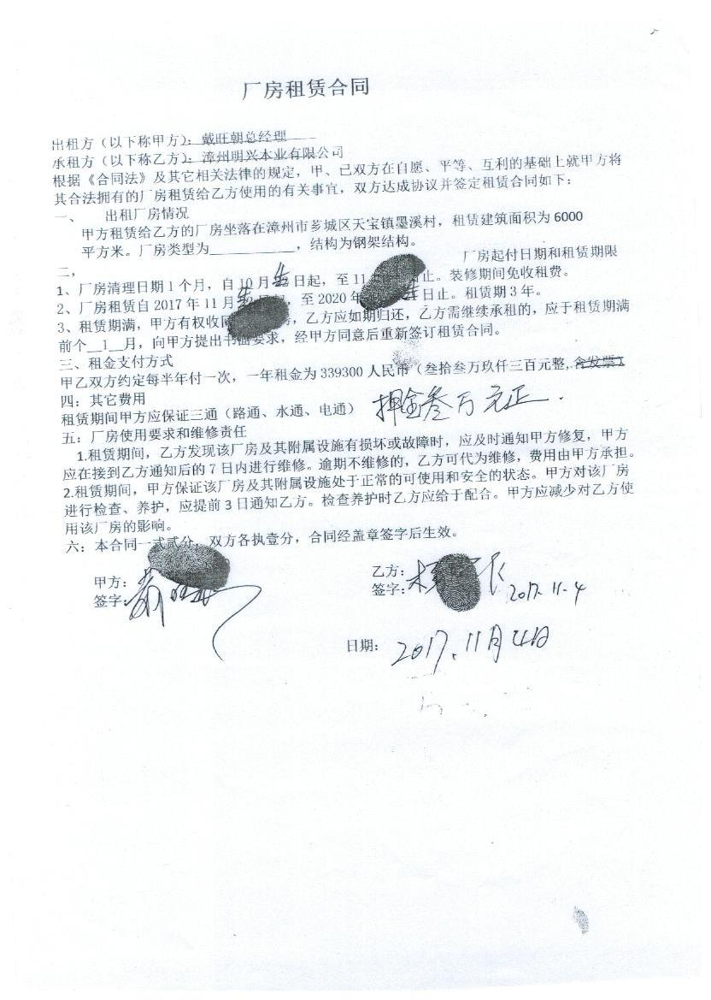 厂房租赁合同
出租方（以下称甲方）：戴旺朝总经理
承租方（以下称乙方）：漳州明兴木业有限公司
根据《合同法》及其它相关法律的规定，甲、已双方在自愿、平等、互利的基础上就甲方将
其合法拥有的厂房租赁给乙方使用的有关事宜，双方达成协议并签定租赁合同如下：
一、 出租厂房情况
甲方租赁给乙方的厂房坐落在漳州市芗城区天宝镇墨溪村，租赁建筑面积为 6000
平方米。厂房类型为____________，结构为钢架结构。
二， 厂房起付日期和租赁期限
1、厂房清理日期 1 个月，自 10 月 日起，至 11 止。装修期间免收租费。
2、厂房租赁自 2017 年 11 月 ，至 2020 年 日止。租赁期 3 年。
3、租赁期满，甲方有权收 ，乙方应如期归还，乙方需继续承租的，应于租赁期满
前个__1__月，向甲方提出书面要求，经甲方同意后重新签订租赁合同。
三、租金支付方式
甲乙双方约定每半年付一次，一年租金为 339300 人民币（叁拾叁万玖仟三百元整,含发票）
四：其它费用
租赁期间甲方应保证三通（路通、水通、电通） 押金叁万元正.
五：厂房使用要求和维修责任
1.租赁期间，乙方发现该厂房及其附属设施有损坏或故障时，应及时通知甲方修复，甲方
应在接到乙方通知后的 7 日内进行维修。逾期不维修的，乙方可代为维修，费用由甲方承担。
2.租赁期间，甲方保证该厂房及其附属设施处于正常的可使用和安全的状态。甲方对该厂房
进行检查、养护，应提前 3 日通知乙方。检查养护时乙方应给于配合。甲方应减少对乙方使
用该厂房的影响。
六：本合同一式贰分，双方各执壹分，合同经盖章签字后生效。
甲方： 乙方：
签字： 签字： 2017.11.4
日期： 2017.11月4日